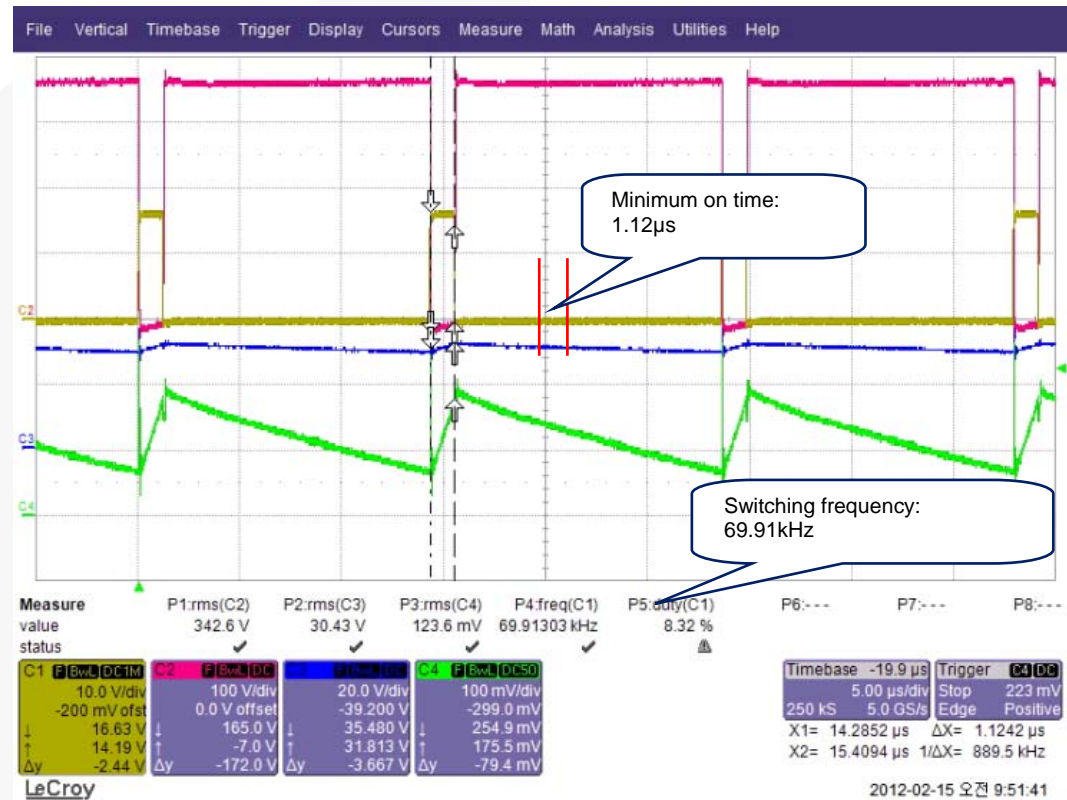 File Vertical Timebase Trigger Display Cursors Measure Math Analysis Utilities Help
Minimum on time:
1.12µs
C2
C3
Switching frequency:
69.91kHz
C4
Measure P1:rms(C2) P2:rms(C3) P3:rms(C4) P4:freq(C1) P5:duty(C1) P6:- - - P7:- - - P8:- - -
value 342.6 V 30.43 V 123.6 mV 69.91303 kHz 8.32 %
status
C1 F BwL DC1M C2 F BwL DC C4 F BwL DC50 Timebase -19.9 µs Trigger C4 DC
10.0 V/div 100 V/div 20.0 V/div 100 mV/div 5.00 µs/div Stop 223 mV
-200 mV ofst 0.0 V offset -39.200 V -299.0 mV 250 kS 5.0 GS/s Edge Positive
↓ 16.63 V ↓ 165.0 V ↓ 35.480 V ↓ 254.9 mV X1= 14.2852 µs ΔX= 1.1242 µs
↑ 14.19 V ↑ -7.0 V ↑ 31.813 V ↑ 175.5 mV X2= 15.4094 µs 1/ΔX= 889.5 kHz
Δy -2.44 V Δy -172.0 V Δy -3.667 V Δy -79.4 mV
LeCroy 2012-02-15 오전 9:51:41